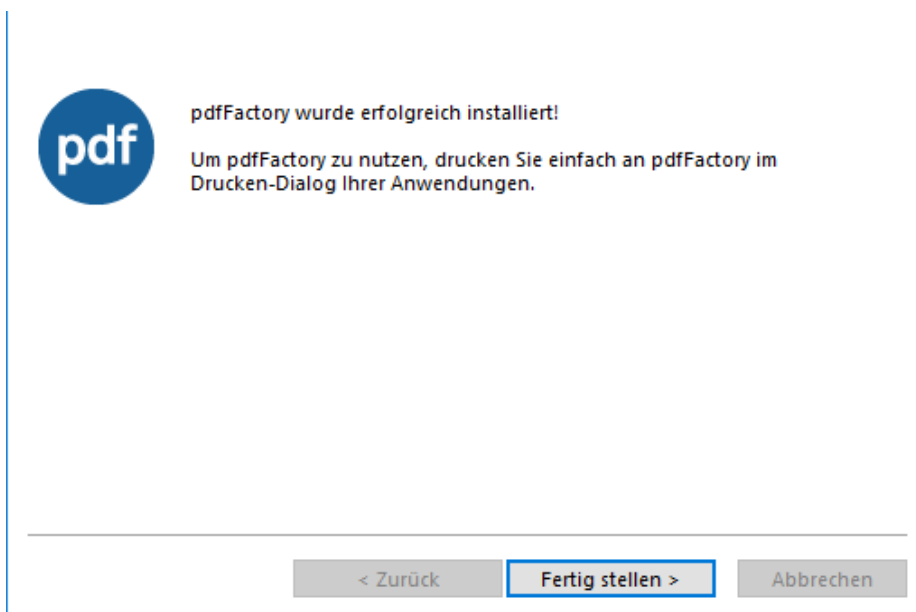 pdf
pdfFactory wurde erfolgreich installiert!
Um pdfFactory zu nutzen, drucken Sie einfach an pdfFactory im
Drucken-Dialog Ihrer Anwendungen.
< Zurück
Fertig stellen >
Abbrechen